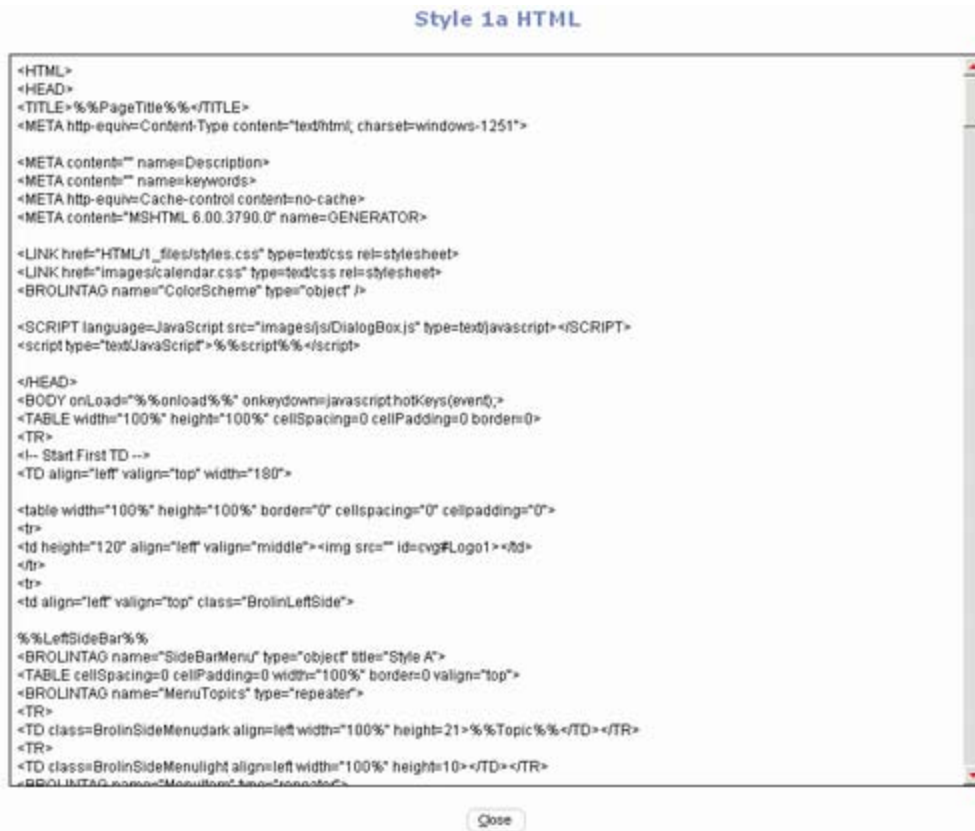 Style 1a HTML
<HTML>
<HEAD>
<TITLE>%%PageTitle%%</TITLE>
<META http-equiv=Content-Type content="text/html; charset=windows-1251">
<META content="" name=Description>
<META content="" name=keywords>
<META http-equiv=Cache-control content=no-cache>
<META content="MSHTML 6.00.3790.0" name=GENERATOR>
<LINK href="HTML/1_files/styles.css" type=text/css rel=stylesheet>
<LINK href="images/calendar.css" type=text/css rel=stylesheet>
<BROLINTAG name="ColorScheme" type="object" />
<SCRIPT language=JavaScript src="images/js/DialogBox.js" type=text/javascript></SCRIPT>
<script type="text/JavaScript">%%script%%</script>
</HEAD>
<BODY onLoad="%%onload%%" onkeydown=javascript:hotKeys(event);>
<TABLE width="100%" height="100%" cellSpacing=0 cellPadding=0 border=0>
<TR>
<!-- Start First TD -->
<TD align="left" valign="top" width="180">
<table width="100%" height="100%" border="0" cellspacing="0" cellpadding="0">
<tr>
<td height="120" align="left" valign="middle"><img src="" id=cvg#Logo1></td>
</tr>
<tr>
<td align="left" valign="top" class="BrolinLeftSide">
%%LeftSideBar%%
<BROLINTAG name="SideBarMenu" type="object" title="Style A">
<TABLE cellSpacing=0 cellPadding=0 width="100%" border=0 valign="top">
<BROLINTAG name="MenuTopics" type="repeater">
<TR>
<TD class=BrolinSideMenudark align=left width="100%" height=21>%%Topic%%</TD></TR>
<TR>
<TD class=BrolinSideMenulight align=left width="100%" height=10></TD></TR>
<BROLINTAG name="MenuItem" type="repeater">
Close